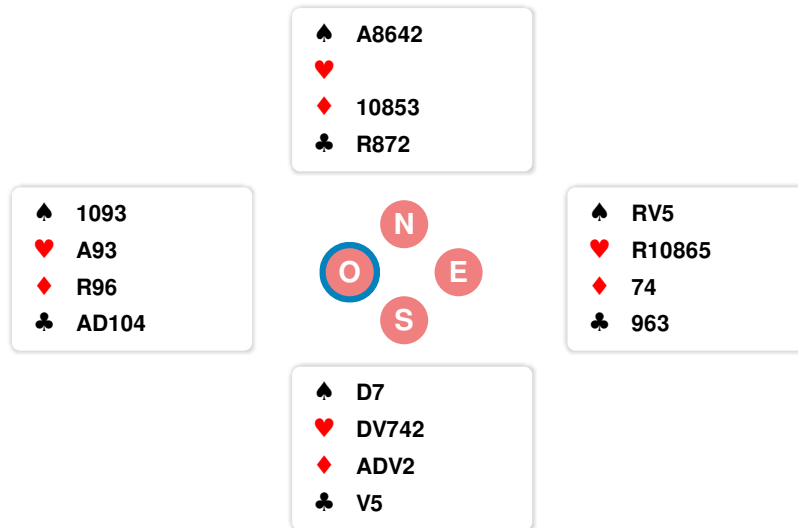 ♠ A8642
♥
♦ 10853
♣ R872
♠ 1093
♥ A93
♦ R96
♣ AD104
N
O
E
S
♠ RV5
♥ R10865
♦ 74
♣ 963
♠ D7
♥ DV742
♦ ADV2
♣ V5